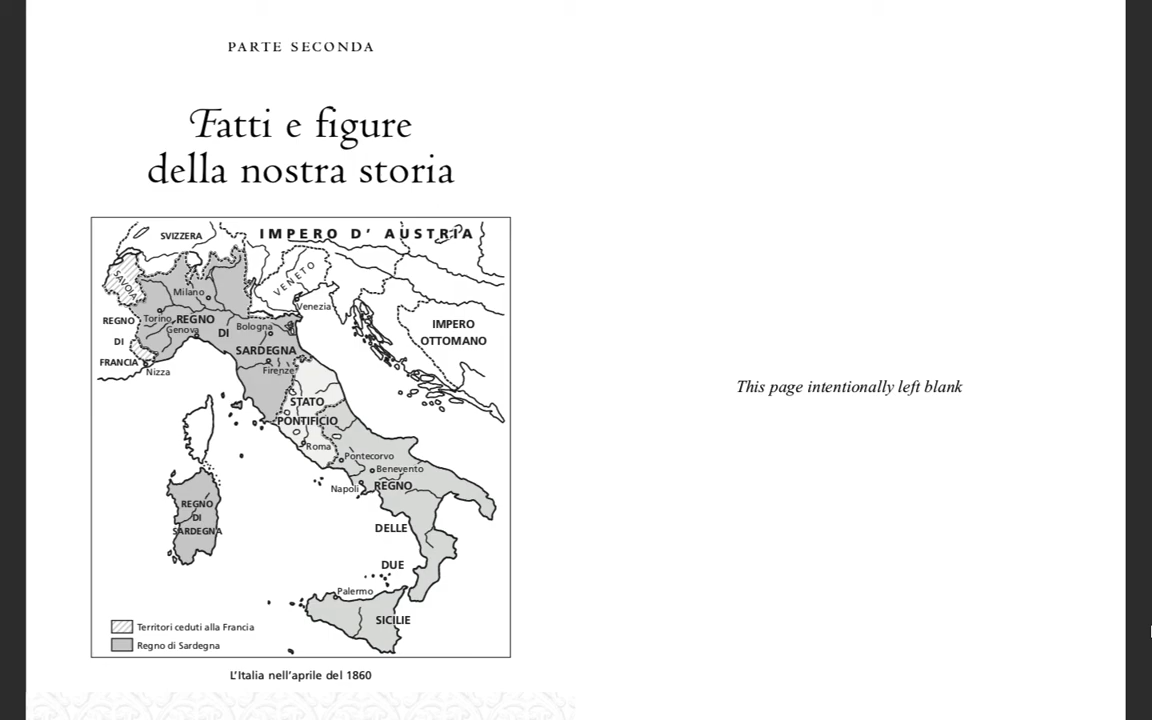 PARTE SECONDA
Fatti e figure
della nostra storia
SVIZZERA
IMPERO D' AUSTRIA
SAVOIA
VENETO
Milano
Venezia
REGNO
DI
FRANCIA
Torino
REGNO
DI
SARDEGNA
Genova
Bologna
IMPERO
OTTOMANO
Firenze
Nizza
STATO
PONTIFICIO
Roma
Pontecorvo
Benevento
Napoli
REGNO
DELLE
DUE
SICILIE
REGNO
DI
SARDEGNA
Palermo
Territori ceduti alla Francia
Regno di Sardegna
L'Italia nell'aprile del 1860
This page intentionally left blank